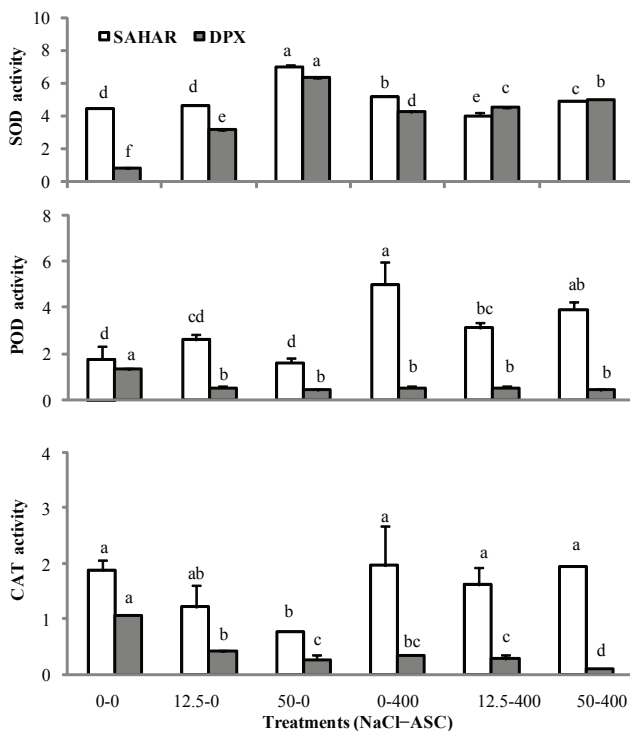 10
SAHAR DPX
a a
8
SOD activity
6
d d b d e c c b
4
e
2
f
0
8
a
6
POD activity
ab
4
cd bc
d a
2
b b b b b
0
4
3
CAT activity
a a a a
2
ab
a b
1
b c bc c d
0
0-0 12.5-0 50-0 0-400 12.5-400 50-400
Treatments (NaCl−ASC)